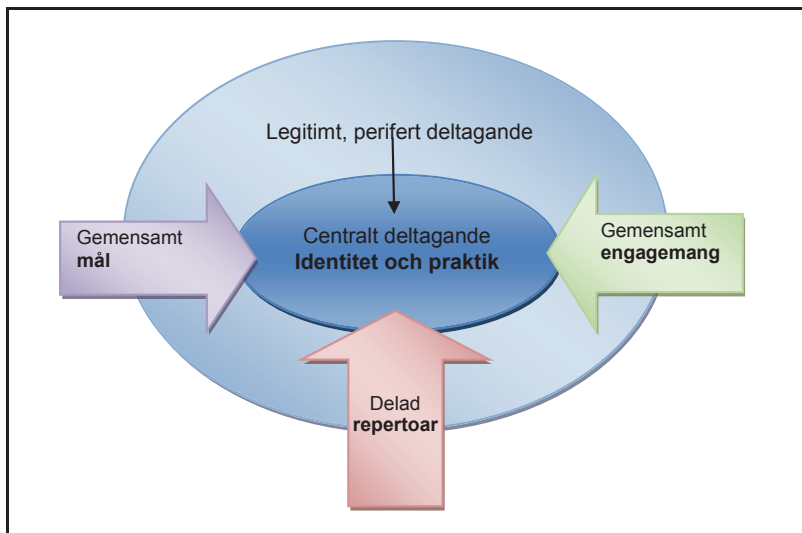 Legitimt, perifert deltagande
Gemensamt
mål
Centralt deltagande
Identitet och praktik
Gemensamt
engagemang
Delad
repertoar